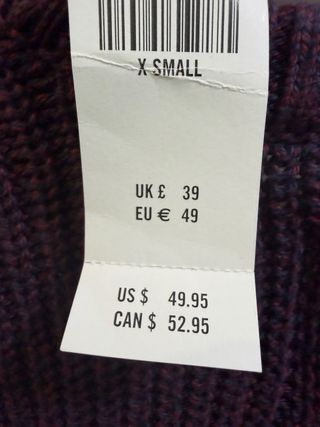 X SMALL
UK £ 39
EU € 49
US $ 49.95
CAN $ 52.95